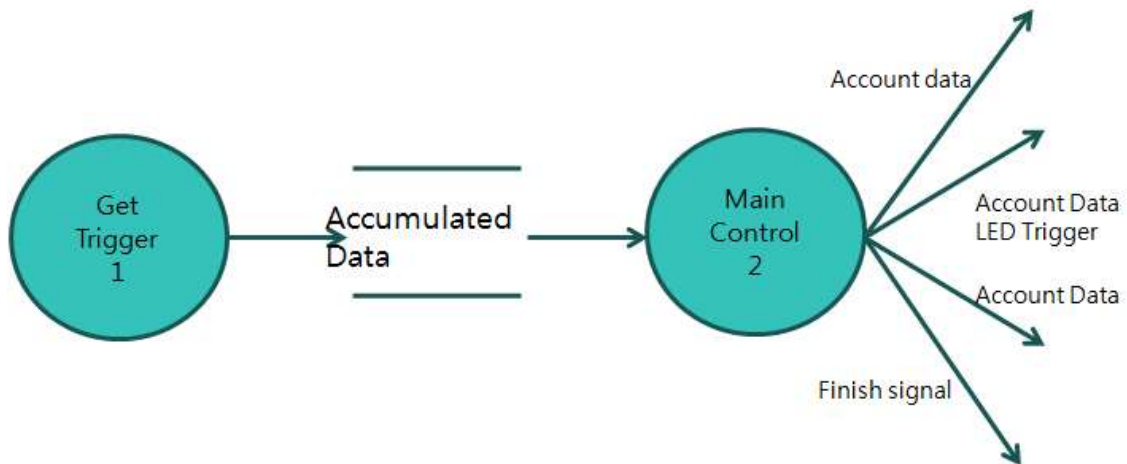 Get
Trigger
1
Accumulated
Data
Main
Control
2
Account data
Account Data
LED Trigger
Account Data
Finish signal